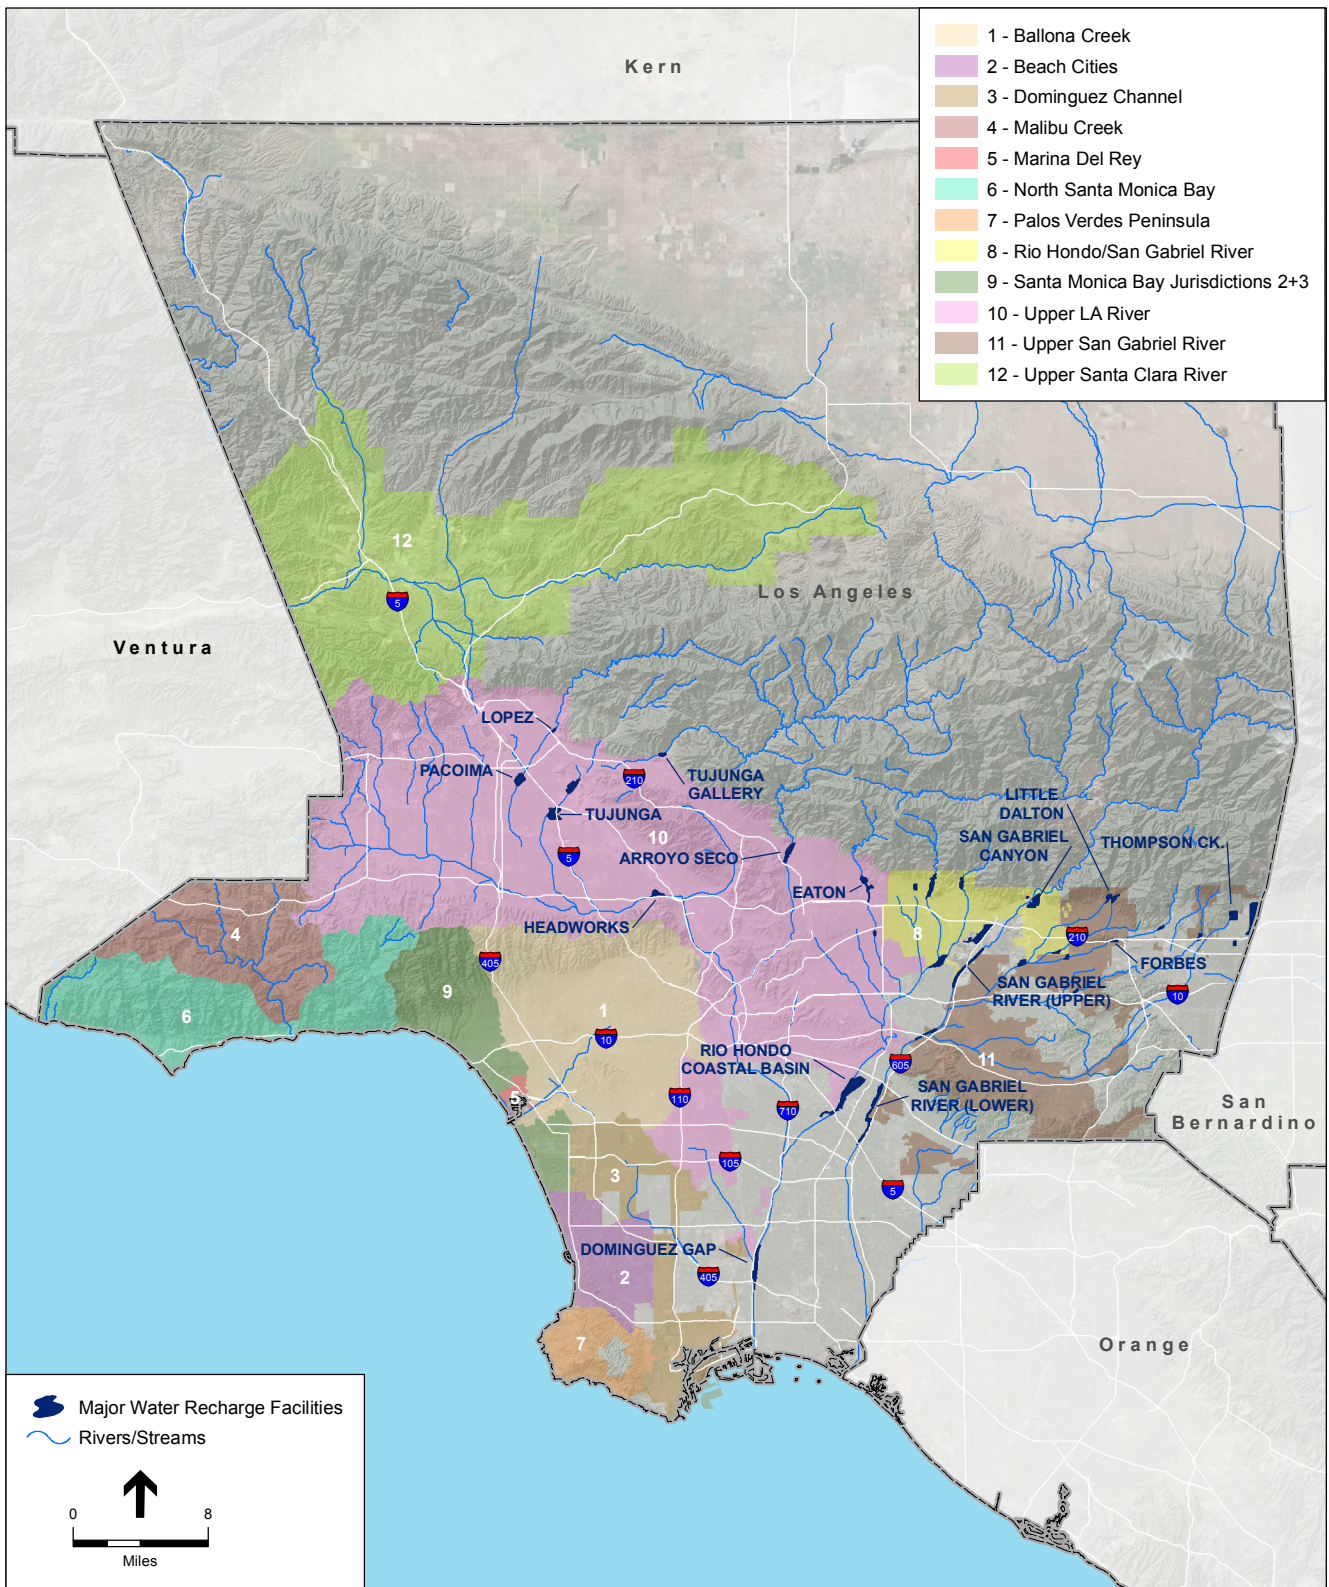 Kern
1 - Ballona Creek
2 - Beach Cities
3 - Dominguez Channel
4 - Malibu Creek
5 - Marina Del Rey
6 - North Santa Monica Bay
7 - Palos Verdes Peninsula
8 - Rio Hondo/San Gabriel River
9 - Santa Monica Bay Jurisdictions 2+3
10 - Upper LA River
11 - Upper San Gabriel River
12 - Upper Santa Clara River
12
5
Los Angeles
Ventura
LOPEZ
PACOIMA
210
TUJUNGA
GALLERY
TUJUNGA
10
5
ARROYO SECO
LITTLE
DALTON
SAN GABRIEL
CANYON
THOMPSON CK.
EATON
HEADWORKS
4
8
210
405
FORBES
9
SAN GABRIEL
RIVER (UPPER)
10
6
1
10
RIO HONDO
COASTAL BASIN
605
11
SAN GABRIEL
RIVER (LOWER)
5
110
710
San
Bernardino
3
105
5
DOMINGUEZ GAP
2
405
7
Orange
Major Water Recharge Facilities
Rivers/Streams
0
8
Miles